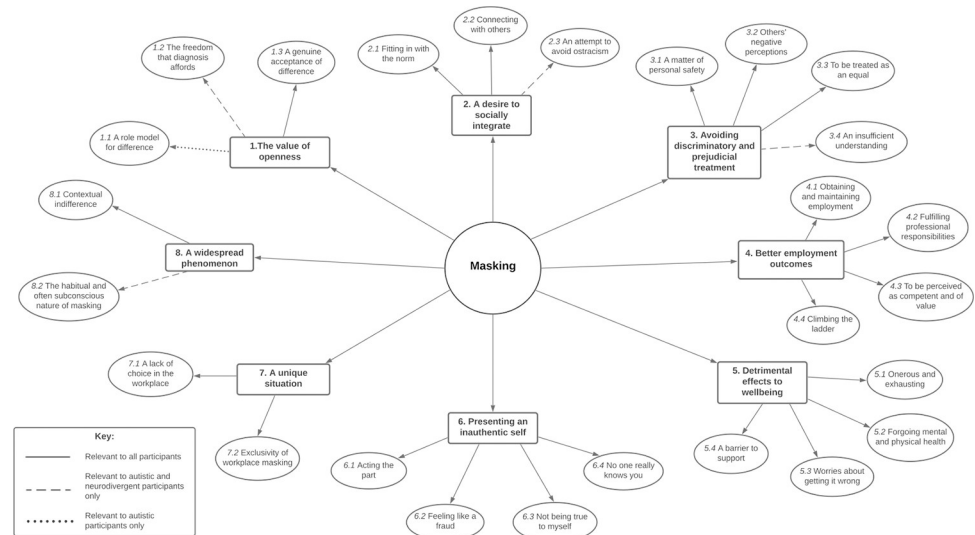 Masking
1.The value of
openness
1.1 A role model
for difference
1.2 The freedom
that diagnosis
affords
1.3 A genuine
acceptance of
difference
2. A desire to
socially
integrate
2.1 Fitting in with
the norm
2.2 Connecting
with others
2.3 An attempt to
avoid ostracism
3. Avoiding
discriminatory and
prejudicial
treatment
3.1 A matter of
personal safety
3.2 Others'
negative
perceptions
3.3 To be treated as
an equal
3.4 An insufficient
understanding
4. Better employment
outcomes
4.1 Obtaining
and maintaining
employment
4.2 Fulfilling
professional
responsibilities
4.3 To be perceived
as competent and of
value
4.4 Climbing the
ladder
5. Detrimental
effects to
wellbeing
5.1 Onerous and
exhausting
5.2 Forgoing mental
and physical health
5.3 Worries about
getting it wrong
5.4 A barrier to
support
6. Presenting an
inauthentic self
6.1 Acting the
part
6.2 Feeling like a
fraud
6.3 Not being true
to myself
6.4 No one really
knows you
7. A unique
situation
7.1 A lack of
choice in the
workplace
7.2 Exclusivity of
workplace masking
8. A widespread
phenomenon
8.1 Contextual
indifference
8.2 The habitual and
often subconscious
nature of masking
Key:
Relevant to all participants
Relevant to autistic and
neurodivergent participants
only
Relevant to autistic
participants only